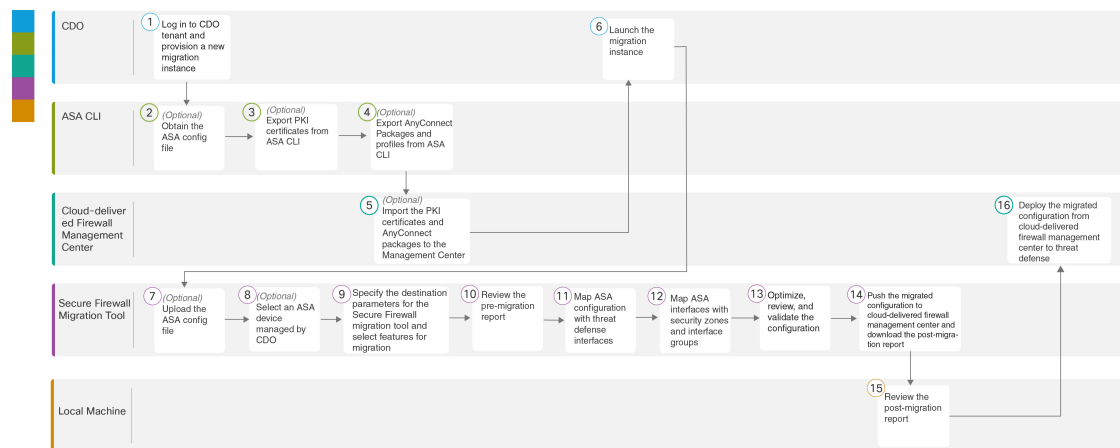 CDO
1
Log in to CDO
tenant and
provision a new
migration
instance
6
Launch the
migration
instance
ASA CLI
2
(Optional)
Obtain the
ASA config
file
3
(Optional)
Export PKI
certificates from
ASA CLI
4
(Optional)
Export AnyConnect
Packages and
profiles from ASA
CLI
Cloud-deliver
ed Firewall
Management
Center
5
(Optional)
Import the PKI
certificates and
AnyConnect
packages to the
Management Center
16
Deploy the migrated
configuration from
cloud-delivered
firewall management
center to threat
defense
Secure Firewall
Migration Tool
7
(Optional)
Upload the
ASA config
file
8
(Optional)
Select an ASA
device
managed by
CDO
9
Specify the destination
parameters for the
Secure Firewall
migration tool and
select features for
migration
10
Review the
pre-migration
report
11
Map ASA
configuration
with threat
defense
interfaces
12
Map ASA
interfaces with
security zones
and interface
groups
13
Optimize,
review, and
validate the
configuration
14
Push the migrated
configuration to
cloud-delivered firewall
management center and
download the post-migra-
tion report
Local Machine
15
Review the
post-migration
report